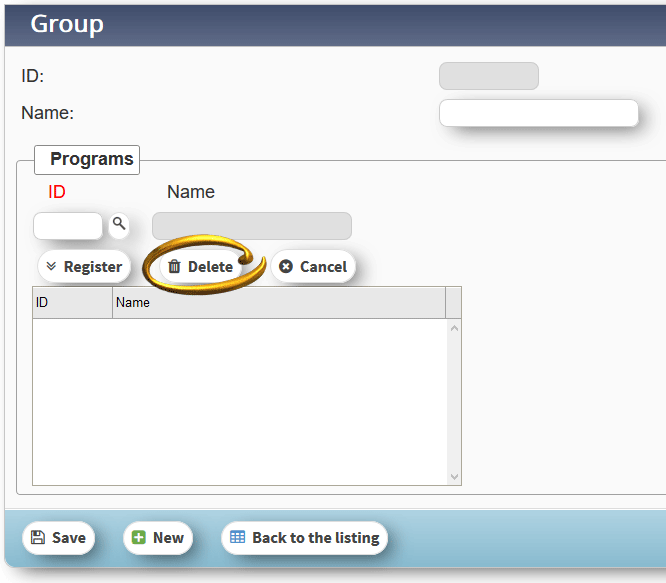 Group
ID:
Name:
Programs
ID Name
Register Delete Cancel
ID Name
Save New Back to the listing